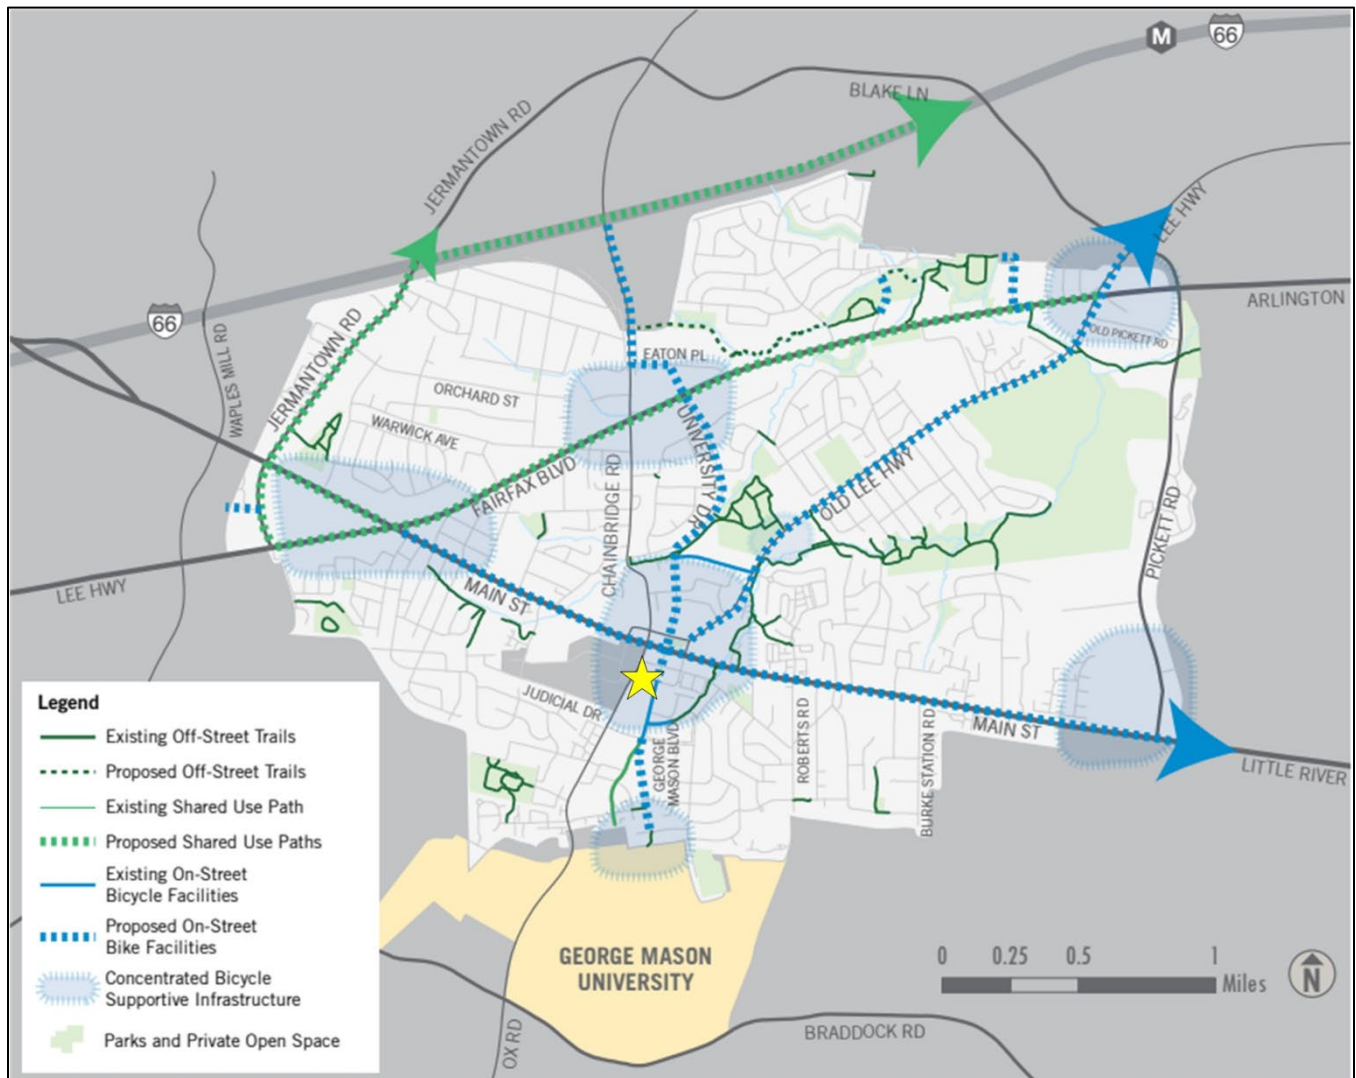 M
66
BLAKE LN
JERMANTOWN RD
LEE HWY
ARLINGTON
66
WAPLES MILL RD
JERMANTOWN RD
OLD PICKETT RD
EATON PL
ORCHARD ST
WARWICK AVE
UNIVERSITY DR
CHAINBRIDGE RD
FAIRFAX BLVD
OLD LEE HWY
PICKETT RD
LEE HWY
MAIN ST
JUDICIAL DR
GEORGE
MASON BLVD
ROBERTS RD
BURKE STATION RD
MAIN ST
LITTLE RIVER
Legend
Existing Off-Street Trails
Proposed Off-Street Trails
Existing Shared Use Path
Proposed Shared Use Paths
Existing On-Street
Bicycle Facilities
Proposed On-Street
Bike Facilities
Concentrated Bicycle
Supportive Infrastructure
Parks and Private Open Space
GEORGE MASON
UNIVERSITY
OX RD
BRADDOCK RD
0 0.25 0.5 1
Miles
N